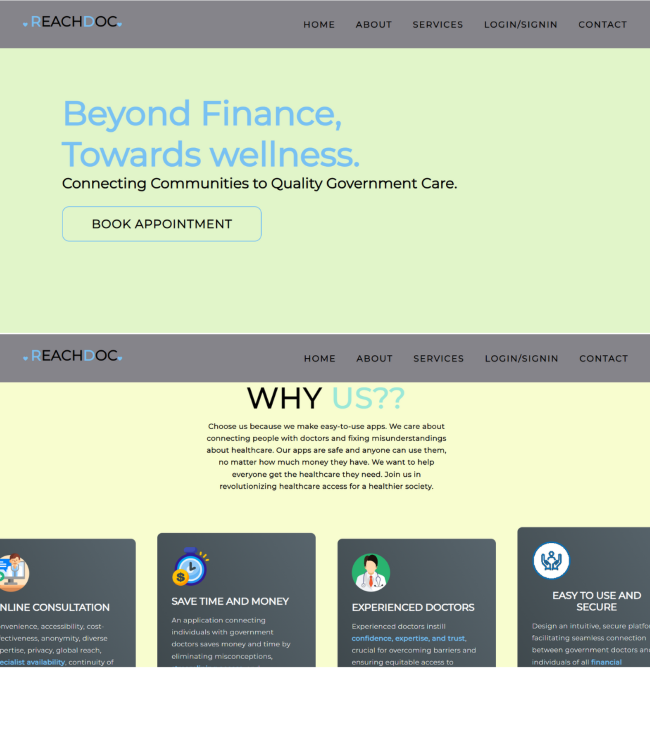 REACHDOC
HOME ABOUT SERVICES LOGIN/SIGNIN CONTACT
Beyond Finance,
Towards wellness.
Connecting Communities to Quality Government Care.
BOOK APPOINTMENT
REACHDOC
HOME ABOUT SERVICES LOGIN/SIGNIN CONTACT
WHY US??
Choose us because we make easy-to-use apps. We care about
connecting people with doctors and fixing misunderstandings
about healthcare. Our apps are safe and anyone can use them,
no matter how much money they have. We want to help
everyone get the healthcare they need. Join us in
revolutionizing healthcare access for a healthier society.
NLINE CONSULTATION
nvenience, accessibility, cost-
ectiveness, anonymity, diverse
pertise, privacy, global reach,
ecialist availability, continuity of
SAVE TIME AND MONEY
An application connecting
individuals with government
doctors saves money and time by
eliminating misconceptions,
EXPERIENCED DOCTORS
Experienced doctors instill
confidence, expertise, and trust,
crucial for overcoming barriers and
ensuring equitable access to
EASY TO USE AND
SECURE
Design an intuitive, secure platfo
facilitating seamless connection
between government doctors an
individuals of all financial